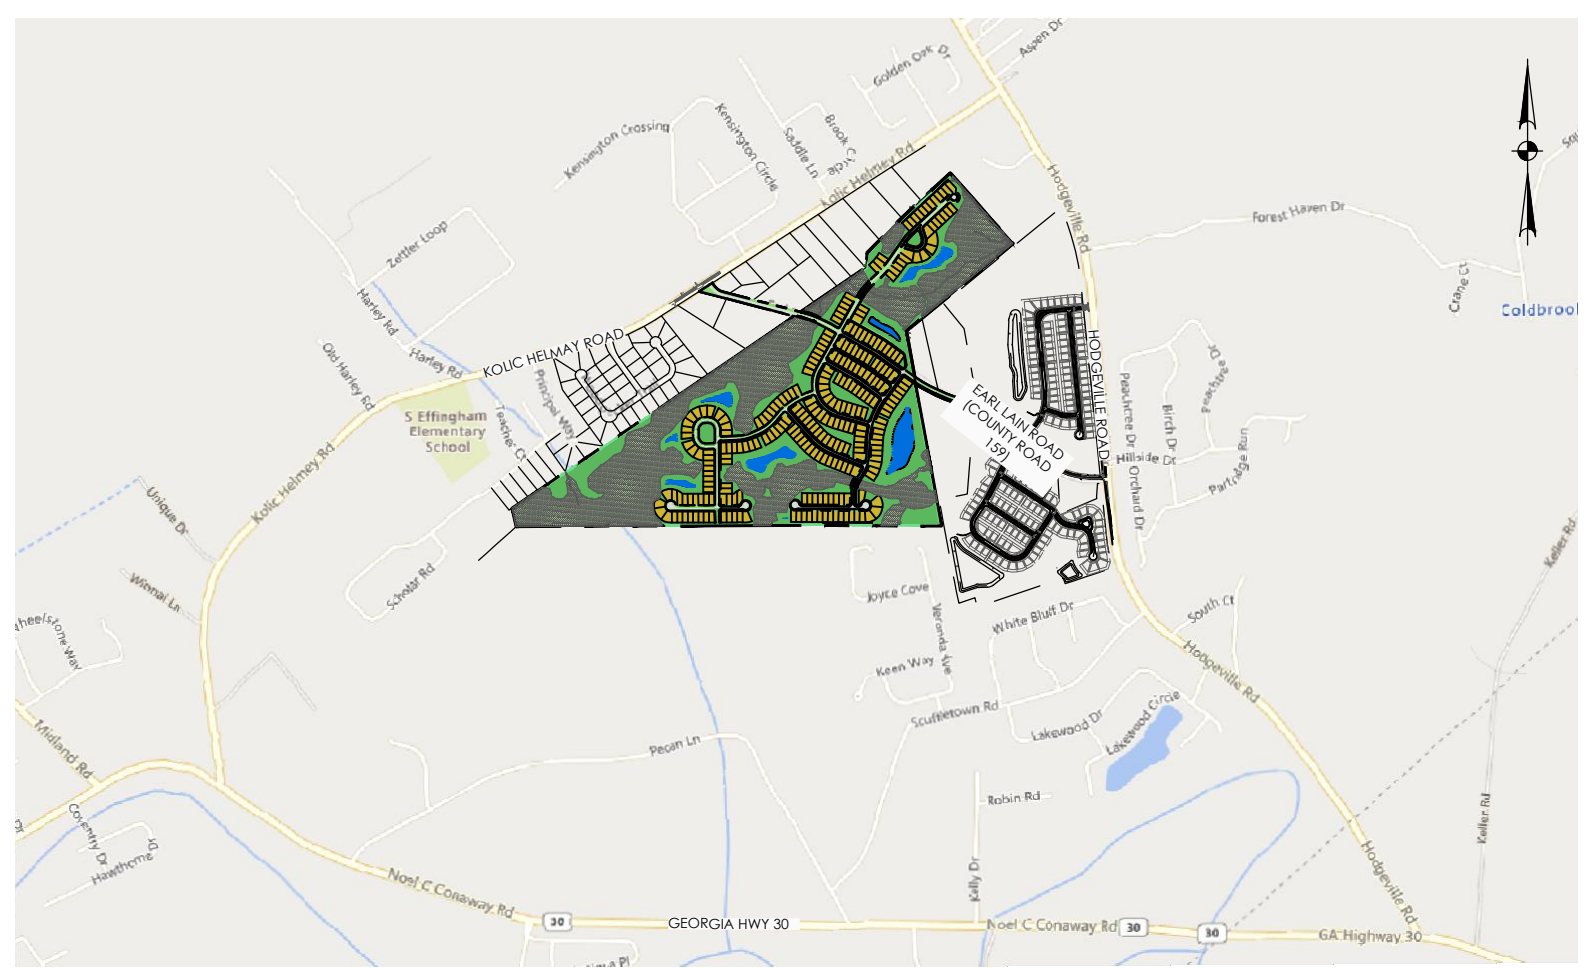 Aspen Dr
Golden Oak Dr
Kensington Crossing
Kensington Circle
Saddle Ln
Brook Circle
Kolic Helmey Rd
Hodgeville Rd
Forest Haven Dr
Crane Ct
Coldbrook
Zettler Loop
Harley Rd
Harley Rd
Old Harley Rd
KOLIC HELMAY ROAD
Principal Way
Teacher Ct
S Effingham
Elementary
School
HODGEVILLE ROAD
EARL LAIN ROAD
(COUNTY ROAD
159)
Peachtree Dr
Peachtree Dr
Birch Dr
Hillside Dr
Orchard Dr
Partridge Run
Kolic Helmey Rd
Unique Dr
Winnal Ln
Scholar Rd
Wheelstone Way
Joyce Cove
Veranda Ave
White Bluff Dr
South Ct
Keller Rd
Keen Way
Hodgeville Rd
Scuffletown Rd
Lakewood Dr
Lakewood Circle
Midland Rd
Pecan Ln
Robin Rd
Keller Rd
Coventry Dr
Hawthorne Dr
Dr
Kelly Dr
Hodgeville Rd
Noel C Conaway Rd
30
GEORGIA HWY 30
Noel C Conaway Rd
30
30
GA Highway 30